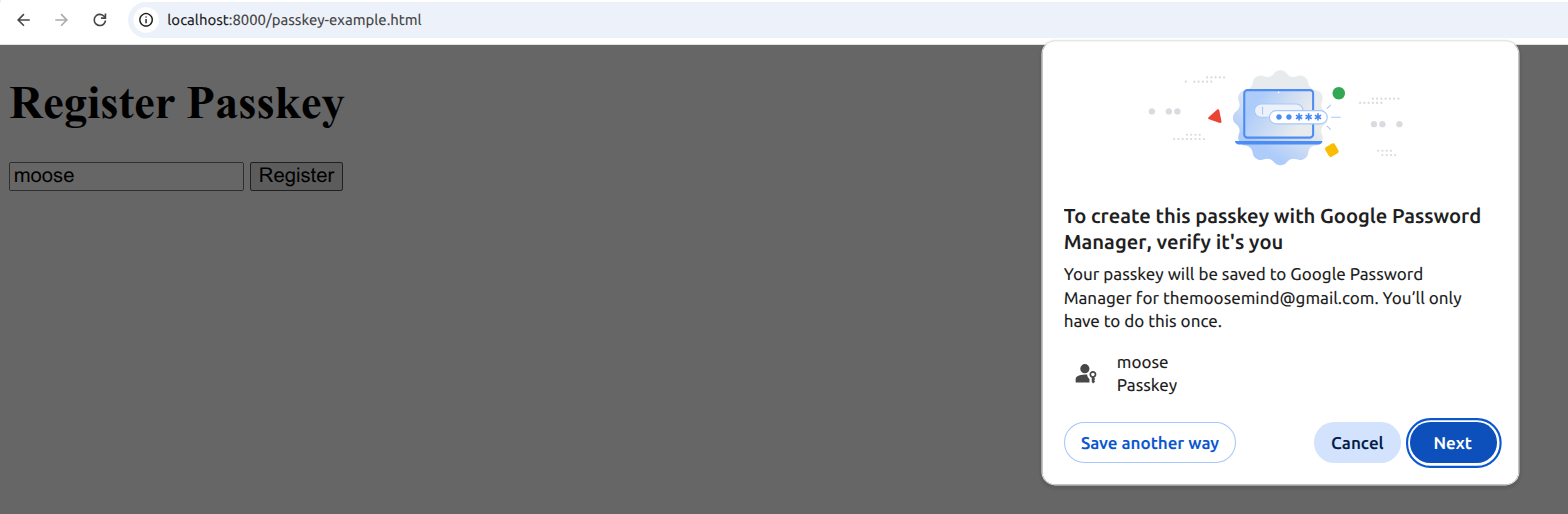 localhost:8000/passkey-example.html
Register Passkey
moose
Register
To create this passkey with Google Password
Manager, verify it's you
Your passkey will be saved to Google Password
Manager for themoosemind@gmail.com. You’ll only
have to do this once.
moose
Passkey
Save another way
Cancel
Next